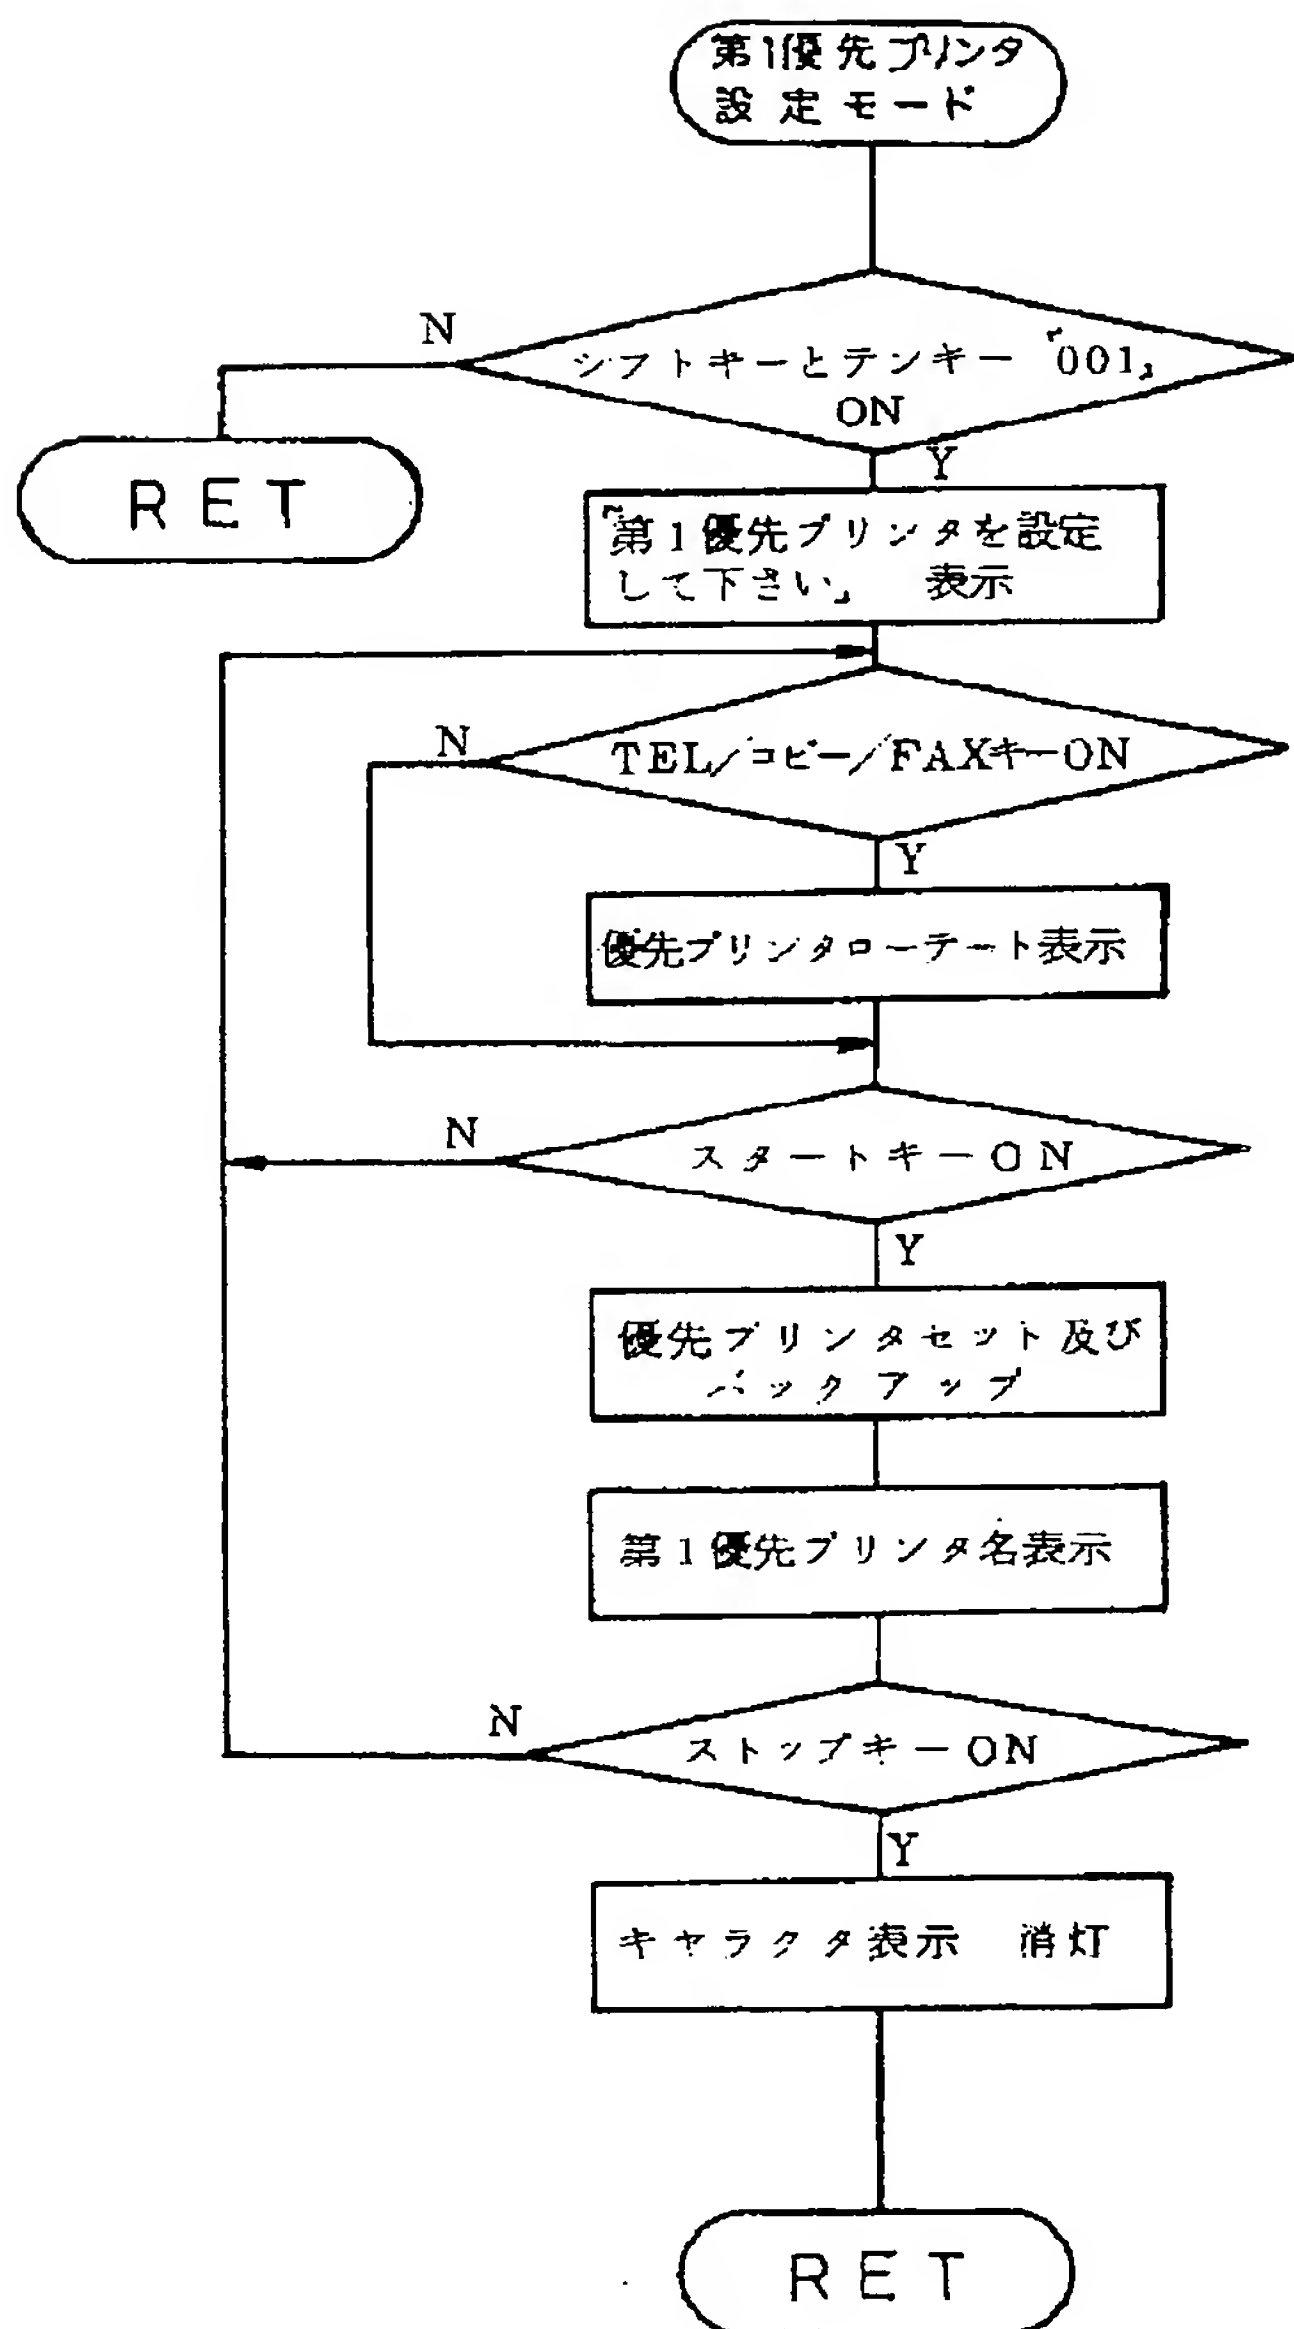 第1優先プリンタ
設定モード
N
シフトキーとテンキー「001」
ON
Y
RET
「第1優先プリンタを設定
して下さい」 表示
N
TEL/コピー/FAXキーON
Y
優先プリンタローテート表示
N
スタートキーON
Y
優先プリンタセット及び
バックアップ
第1優先プリンタ名表示
N
ストップキーON
Y
キャラクタ表示 消灯
RET